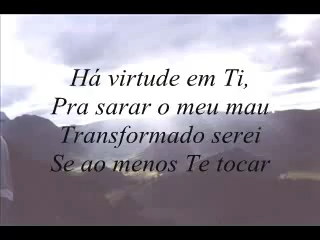 Há virtude em Ti,
Pra sarar o meu mau
Transformado serei
Se ao menos Te tocar